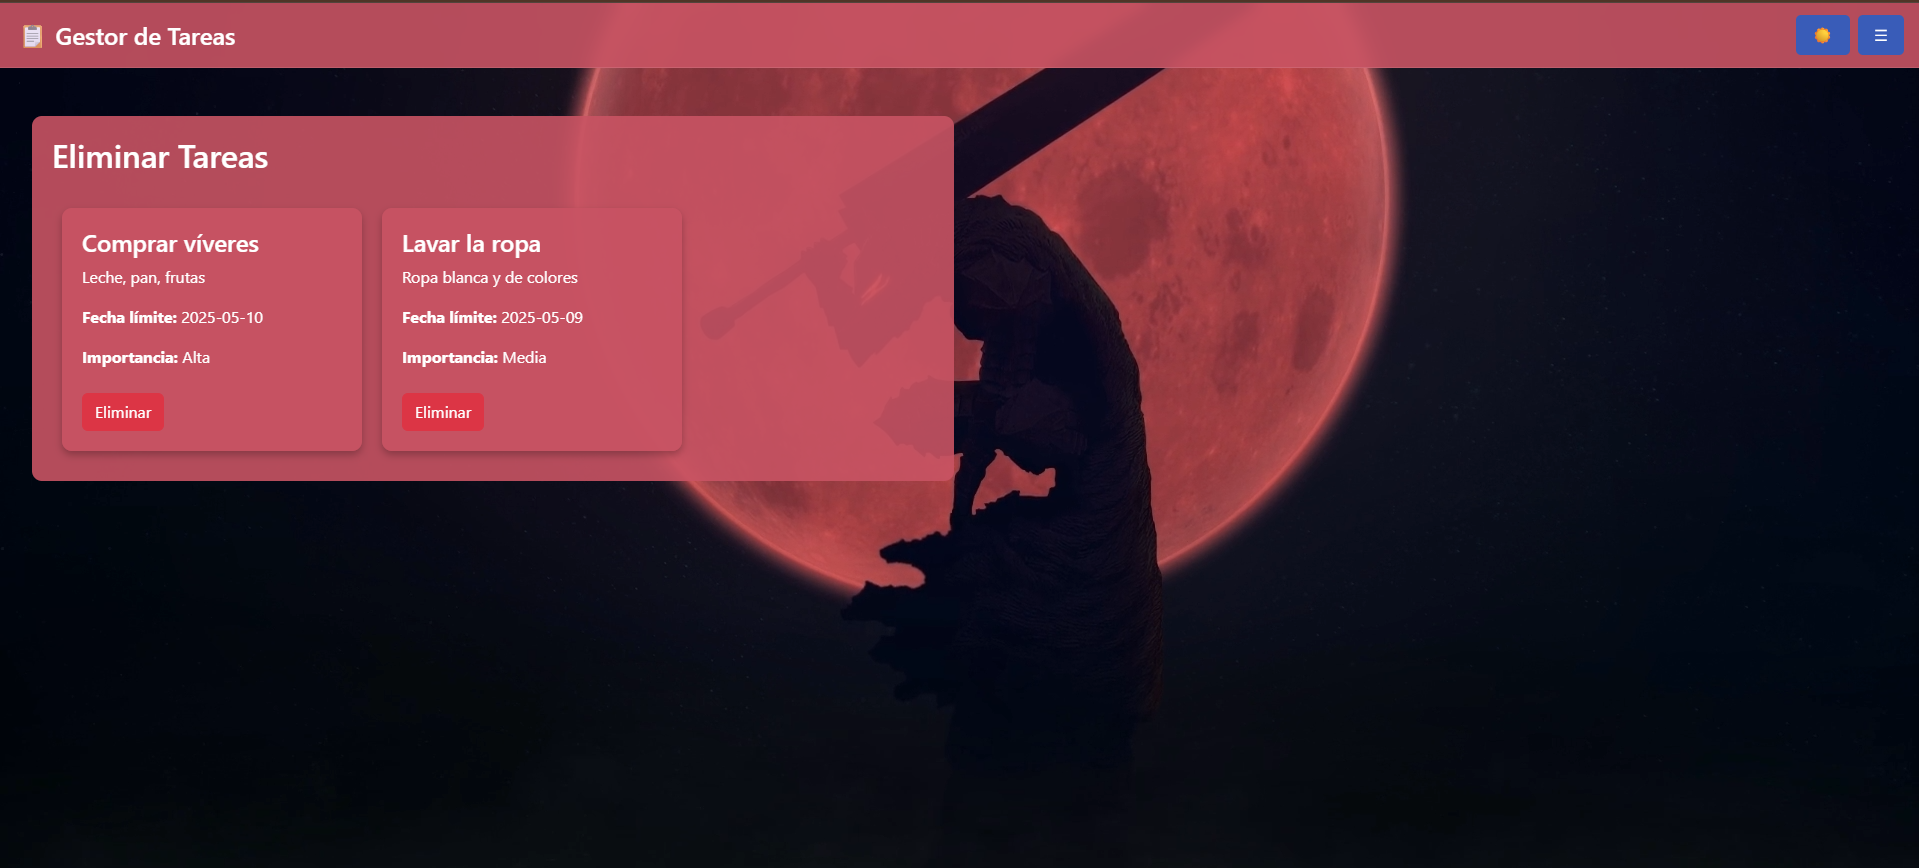 📋 Gestor de Tareas
Eliminar Tareas
Comprar víveres
Leche, pan, frutas
Fecha límite: 2025-05-10
Importancia: Alta
Eliminar
Lavar la ropa
Ropa blanca y de colores
Fecha límite: 2025-05-09
Importancia: Media
Eliminar